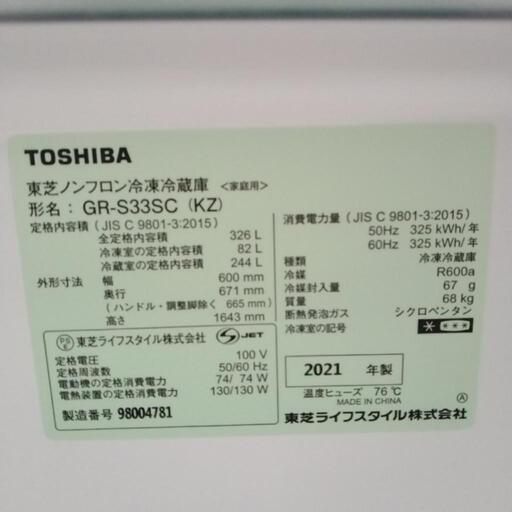 TOSHIBA
東芝ノンフロン冷凍冷蔵庫 <家庭用>
形名： GR-S33SC (KZ)
定格内容積 (JIS C 9801-3:2015)
全定格内容積 326 L
冷凍室の定格内容積 82 L
冷蔵室の定格内容積 244 L
外形寸法 幅 600 mm
奥行 671 mm
(ハンドル・調整脚除く 665 mm)
高さ 1643 mm
PS E 東芝ライフスタイル株式会社 S JET
定格電圧 100 V
定格周波数 50/60 Hz
電動機の定格消費電力 74/ 74 W
電熱装置の定格消費電力 130/130 W
製造番号 98004781
消費電力量 (JIS C 9801-3:2015)
50Hz 325 kWh/年
60Hz 325 kWh/年
種類 冷凍冷蔵庫
冷媒 R600a
冷媒封入量 67 g
質量 68 kg
断熱発泡ガス シクロペンタン
冷凍室の記号
2021 年製
温度ヒューズ 76℃
MADE IN CHINA
東芝ライフスタイル株式会社
A